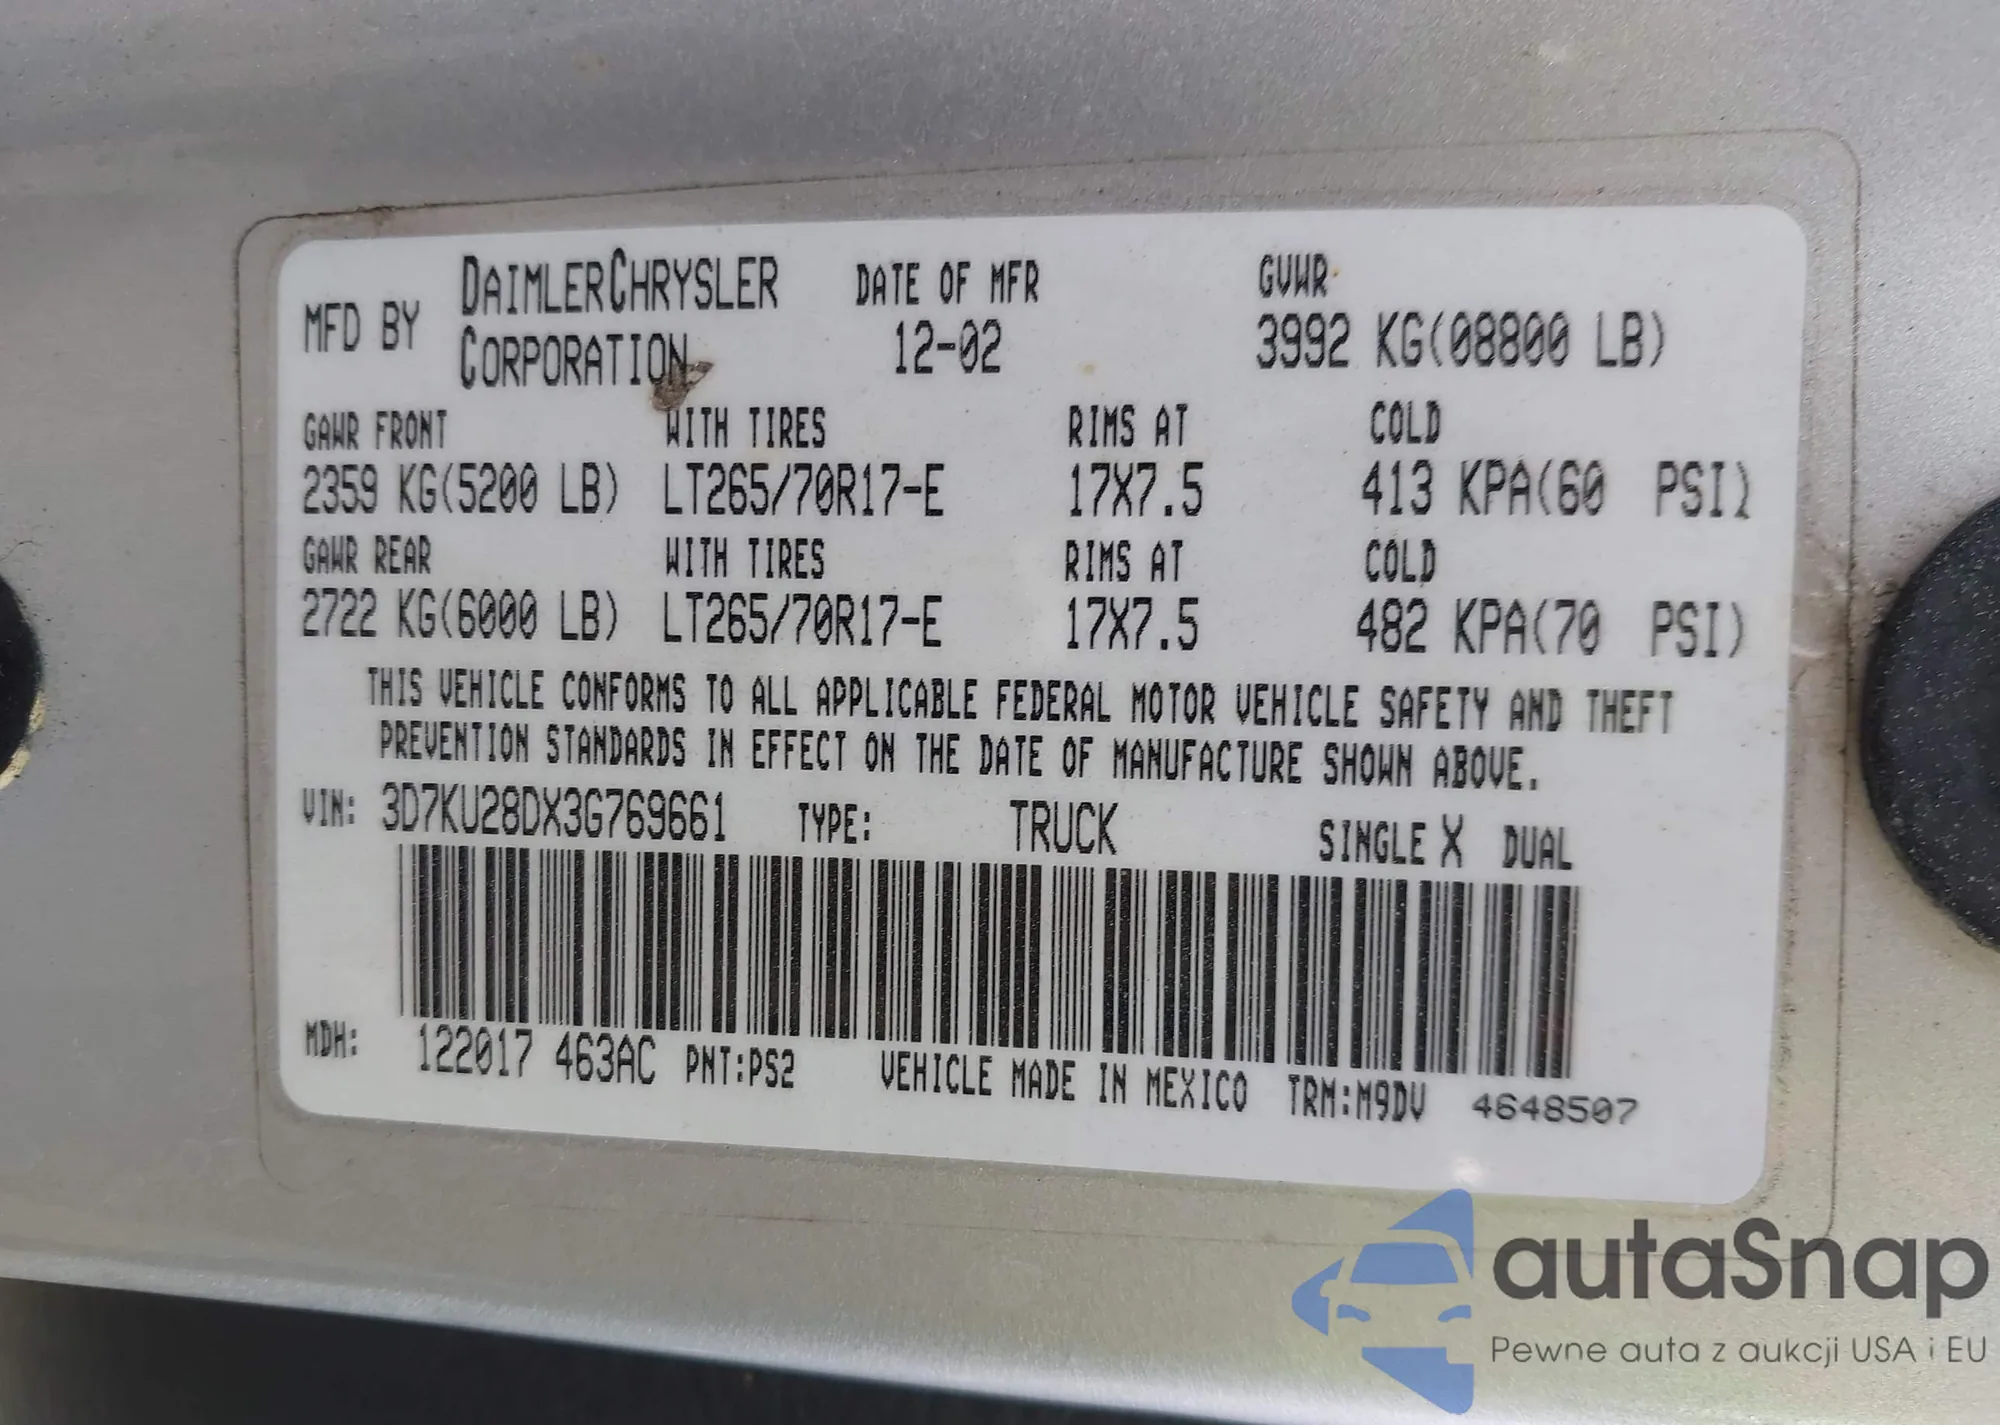 MFD BY DAIMLERCHRYSLER CORPORATION
DATE OF MFR
12-02
GVWR
3992 KG(08800 LB)
GAWR FRONT WITH TIRES RIMS AT COLD
2359 KG(5200 LB) LT265/70R17-E 17X7.5 413 KPA(60 PSI)
GAWR REAR WITH TIRES RIMS AT COLD
2722 KG(6000 LB) LT265/70R17-E 17X7.5 482 KPA(70 PSI)
THIS VEHICLE CONFORMS TO ALL APPLICABLE FEDERAL MOTOR VEHICLE SAFETY AND THEFT
PREVENTION STANDARDS IN EFFECT ON THE DATE OF MANUFACTURE SHOWN ABOVE.
VIN: 3D7KU28DX3G769661 TYPE: TRUCK SINGLE X DUAL
MDH: 122017 463AC PNT:PS2 VEHICLE MADE IN MEXICO TRM:M9DV 4648507
autaSnap
Pewne auta z aukcji USA i EU